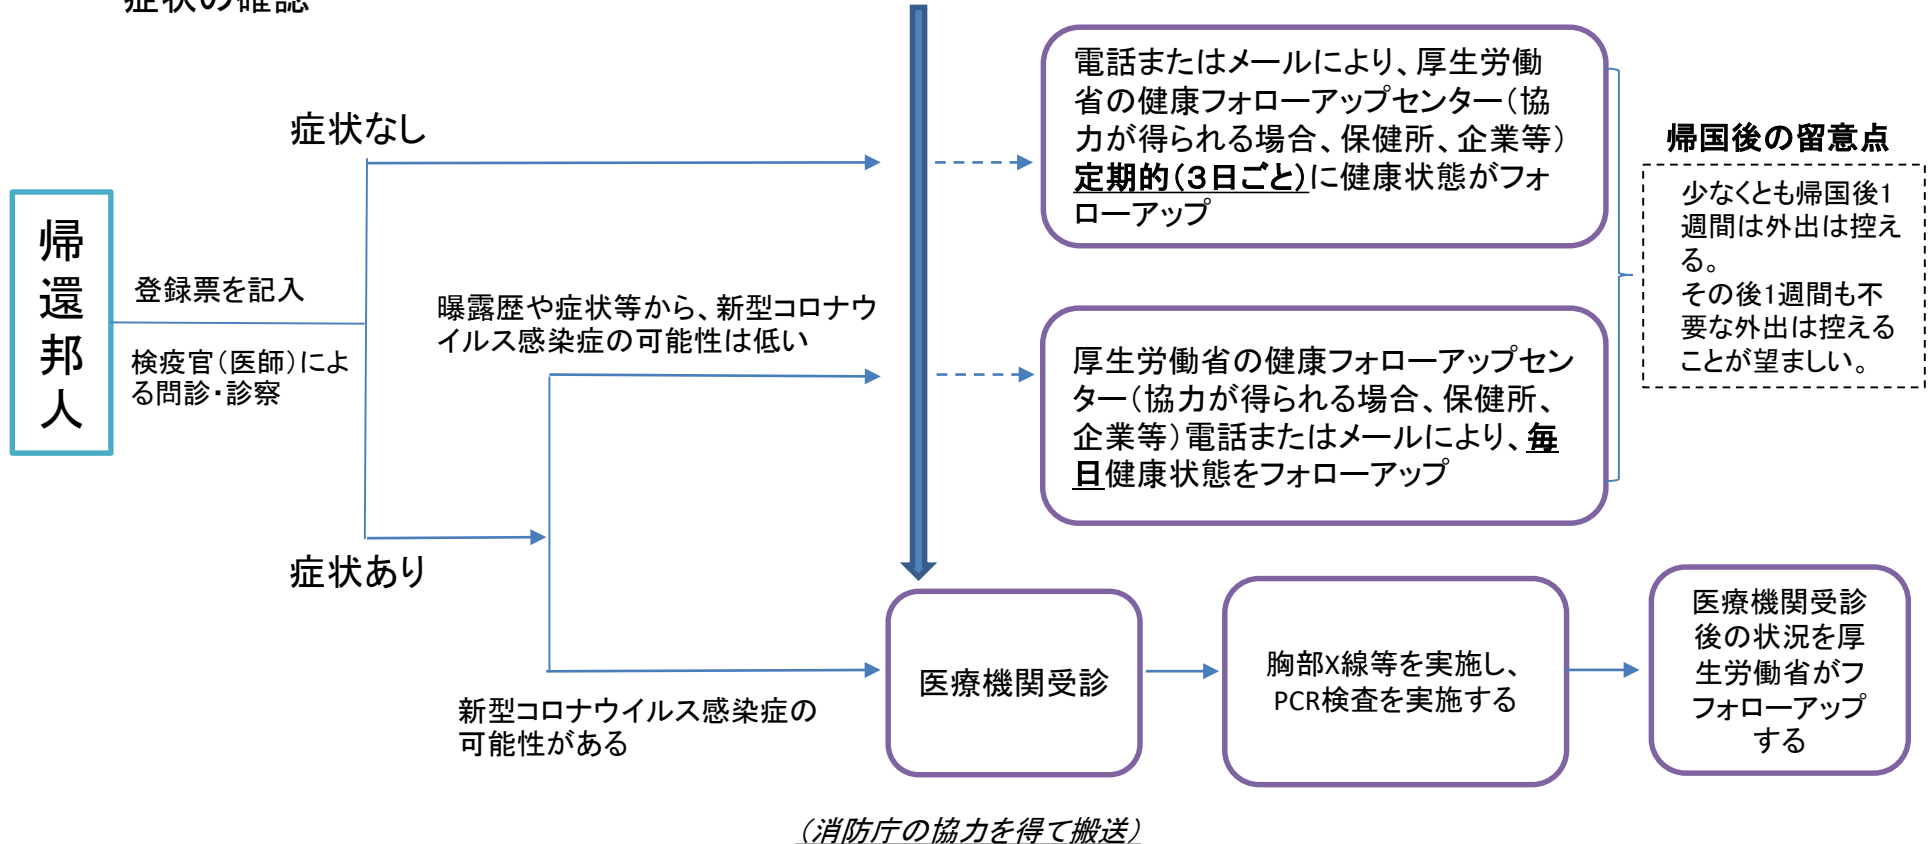 症状の確認
症状なし
電話またはメールにより、厚生労働
省の健康フォローアップセンター（協
力が得られる場合、保健所、企業等）
定期的（３日ごと）に健康状態がフォ
ローアップ
帰国後の留意点
少なくとも帰国後1
週間は外出は控え
る。
その後1週間も不
要な外出は控える
ことが望ましい。
帰
還
邦
人
登録票を記入
検疫官（医師）によ
る問診・診察
曝露歴や症状等から、新型コロナウ
イルス感染症の可能性は低い
厚生労働省の健康フォローアップセン
ター（協力が得られる場合、保健所、
企業等）電話またはメールにより、毎
日健康状態をフォローアップ
症状あり
新型コロナウイルス感染症の
可能性がある
医療機関受診
胸部X線等を実施し、
PCR検査を実施する
医療機関受診
後の状況を厚
生労働省がフ
フォローアップ
する
（消防庁の協力を得て搬送）